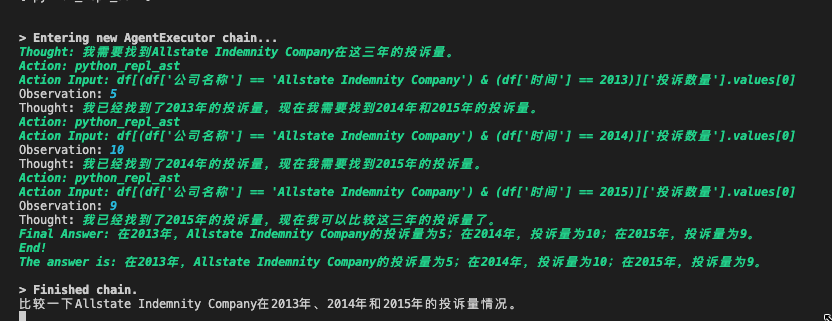 > Entering new AgentExecutor chain...
Thought: 我需要找到Allstate Indemnity Company在这三年的投诉量。
Action: python_repl_ast
Action Input: df[(df['公司名称'] == 'Allstate Indemnity Company') & (df['时间'] == 2013)]['投诉数量'].values[0]
Observation: 5
Thought: 我已经找到了2013年的投诉量，现在我需要找到2014年和2015年的投诉量。
Action: python_repl_ast
Action Input: df[(df['公司名称'] == 'Allstate Indemnity Company') & (df['时间'] == 2014)]['投诉数量'].values[0]
Observation: 10
Thought: 我已经找到了2014年的投诉量，现在我需要找到2015年的投诉量。
Action: python_repl_ast
Action Input: df[(df['公司名称'] == 'Allstate Indemnity Company') & (df['时间'] == 2015)]['投诉数量'].values[0]
Observation: 9
Thought: 我已经找到了2015年的投诉量，现在我可以比较这三年的投诉量了。
Final Answer: 在2013年，Allstate Indemnity Company的投诉量为5；在2014年，投诉量为10；在2015年，投诉量为9。
End!
The answer is: 在2013年，Allstate Indemnity Company的投诉量为5；在2014年，投诉量为10；在2015年，投诉量为9。
> Finished chain.
比较一下Allstate Indemnity Company在2013年、2014年和2015年的投诉量情况。